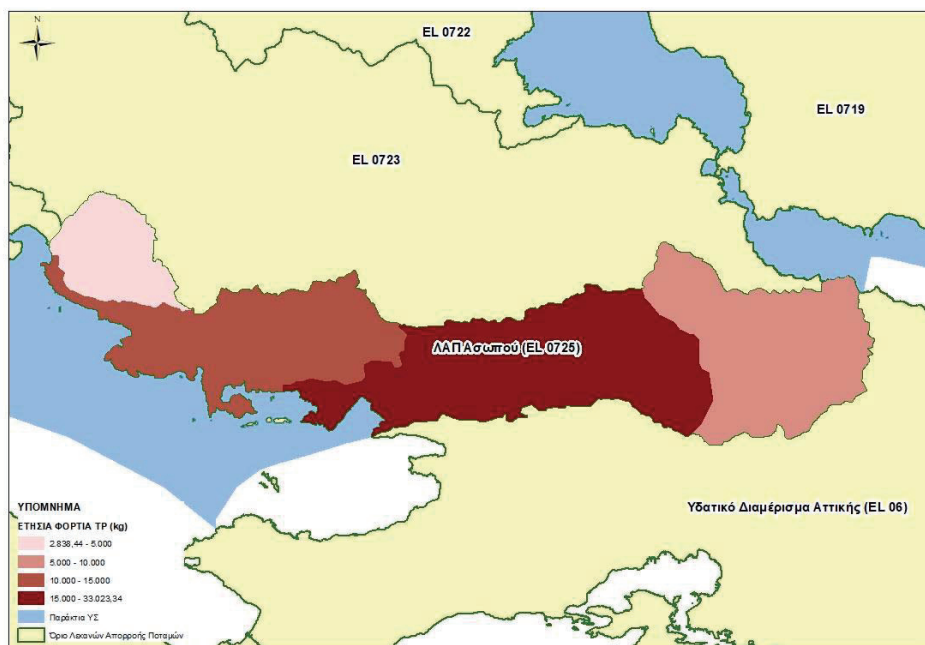 N
EL 0722
EL 0719
EL 0723
ΛΑΠ Ασωπού (EL 0725)
Υδατικό Διαμέρισμα Αττικής (EL 06)
ΥΠΟΜΝΗΜΑ
ΕΤΗΣΙΑ ΦΟΡΤΙΑ TP (kg)
2.838,44 - 5.000
5.000 - 10.000
10.000 - 15.000
15.000 - 33.023,34
Παράκτια ΥΣ
Όριο Λεκανών Απορροής Ποταμών